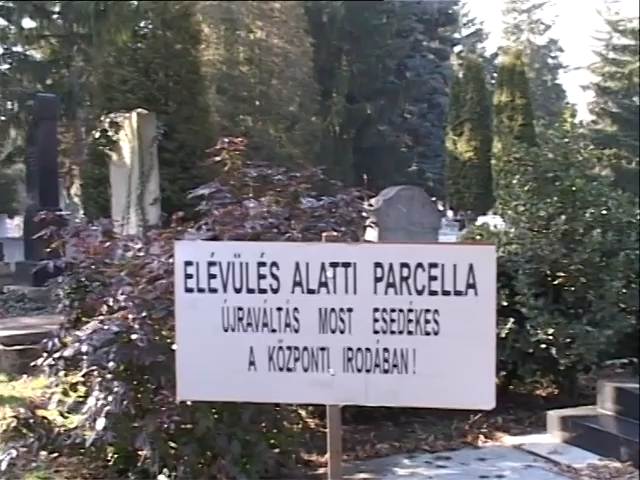 ELÉVÜLÉS ALATTI PARCELLA
ÚJRAVÁLTÁS MOST ESEDÉKES
A KÖZPONTI IRODÁBAN!